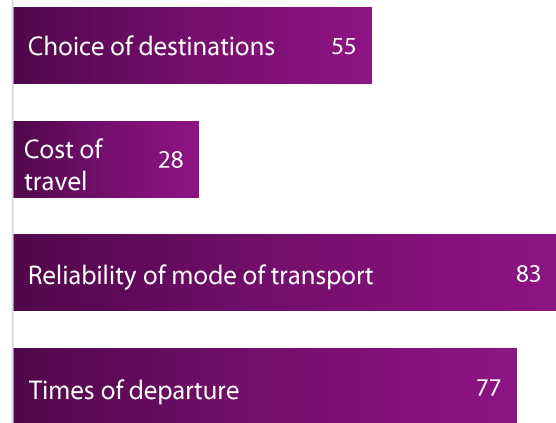 Choice of destinations 55
Cost of
travel 28
Reliability of mode of transport 83
Times of departure 77